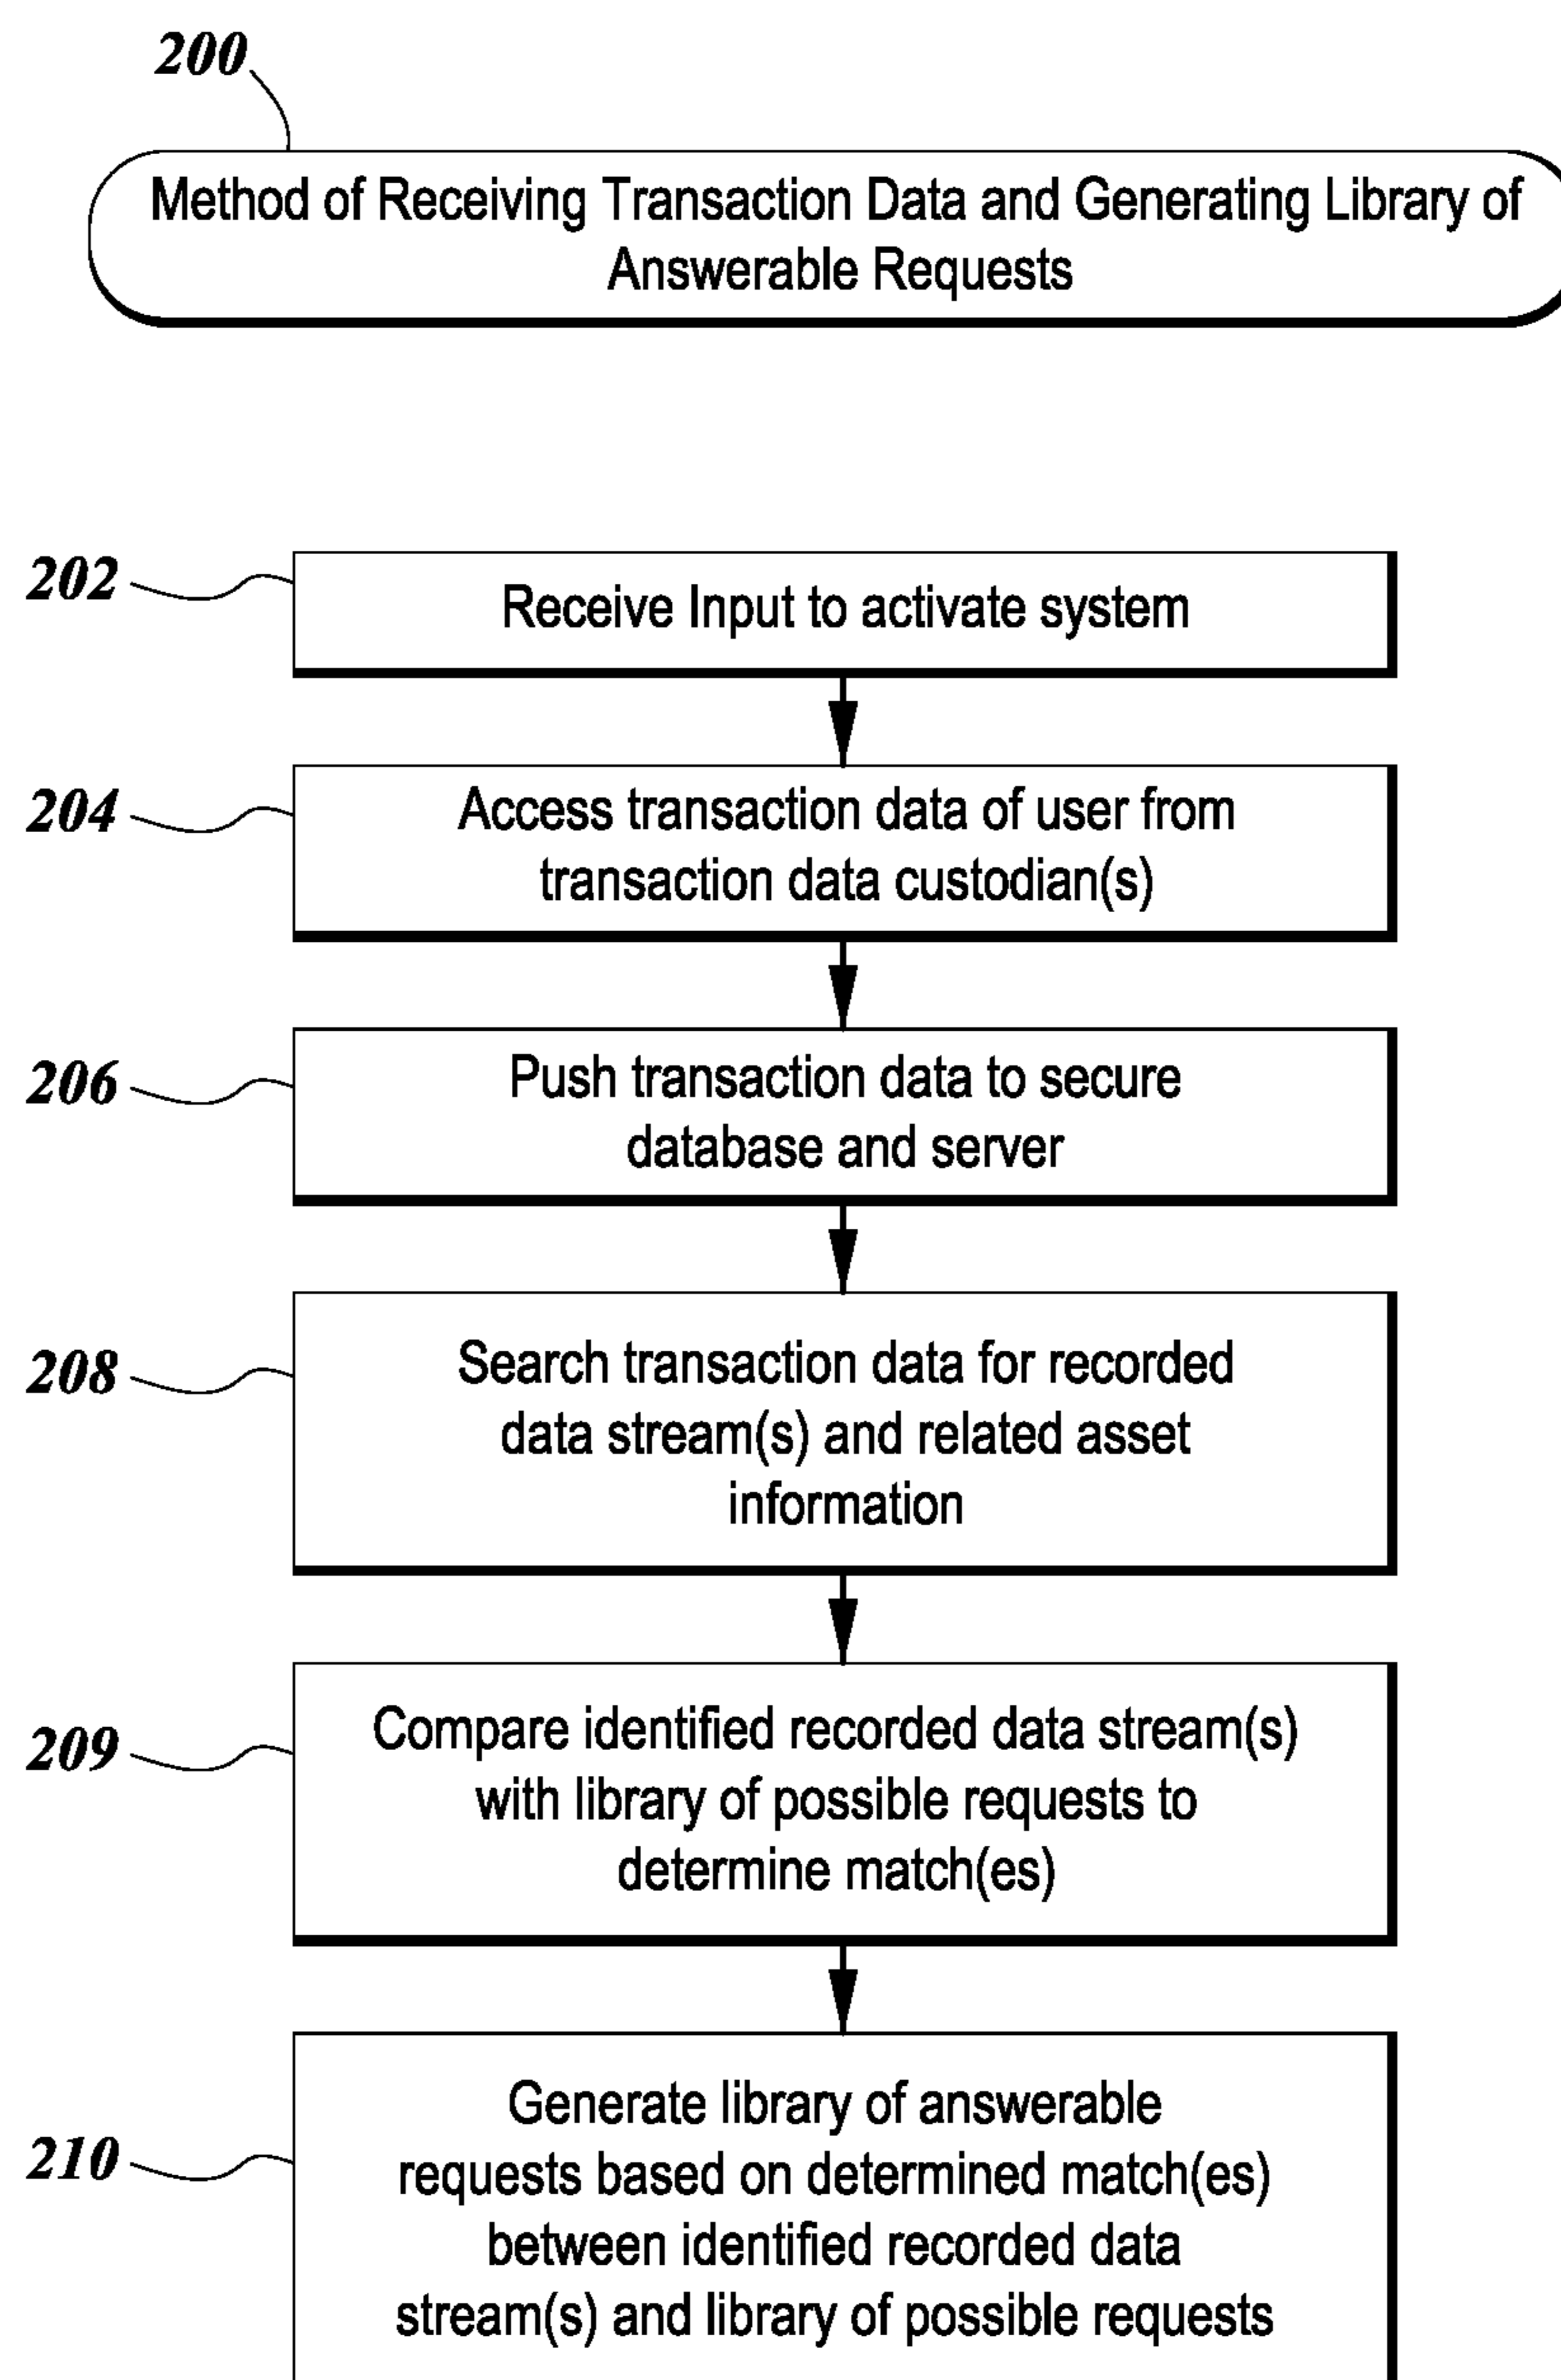 200
Method of Receiving Transaction Data and Generating Library of
Answerable Requests
202
Receive Input to activate system
204
Access transaction data of user from
transaction data custodian(s)
206
Push transaction data to secure
database and server
208
Search transaction data for recorded
data stream(s) and related asset
information
209
Compare identified recorded data stream(s)
with library of possible requests to
determine match(es)
210
Generate library of answerable
requests based on determined match(es)
between identified recorded data
stream(s) and library of possible requests